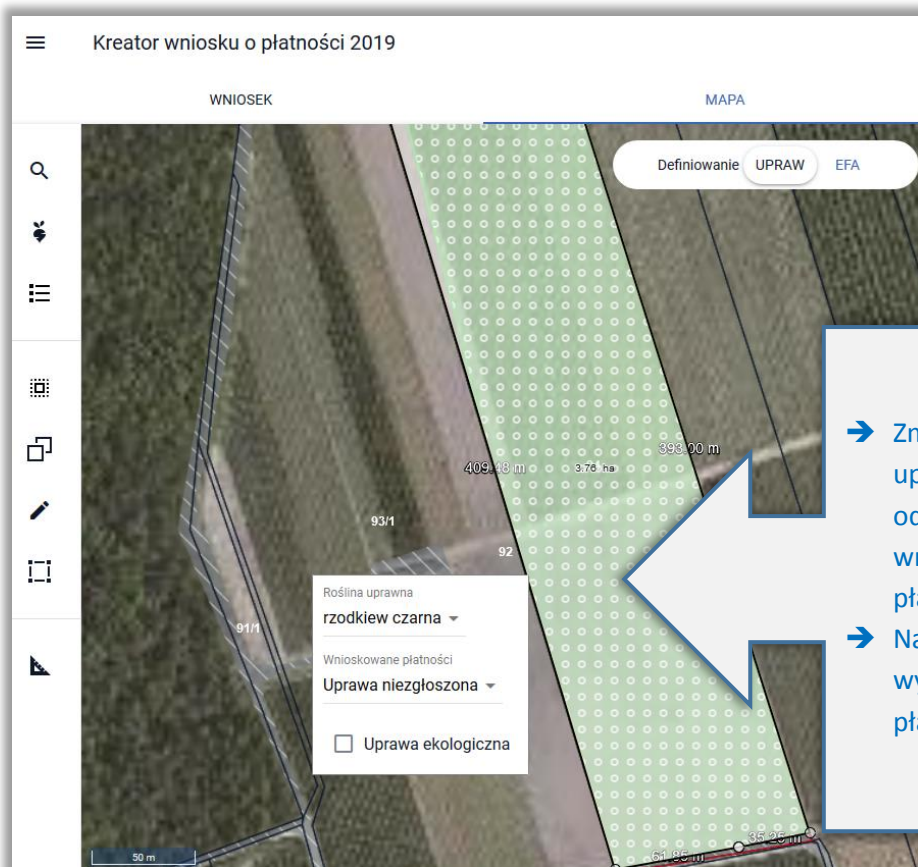 Kreator wniosku o płatności 2019
WNIOSEK
MAPA
Definiowanie UPRAW EFA
393.00 m
409.48 m
3.76 ha
93/1
92
91/1
Roślina uprawna
rzodkiew czarna
Wnioskowane płatności
Uprawa niezgłoszona
Uprawa ekologiczna
35.25 m
61.85 m
50 m